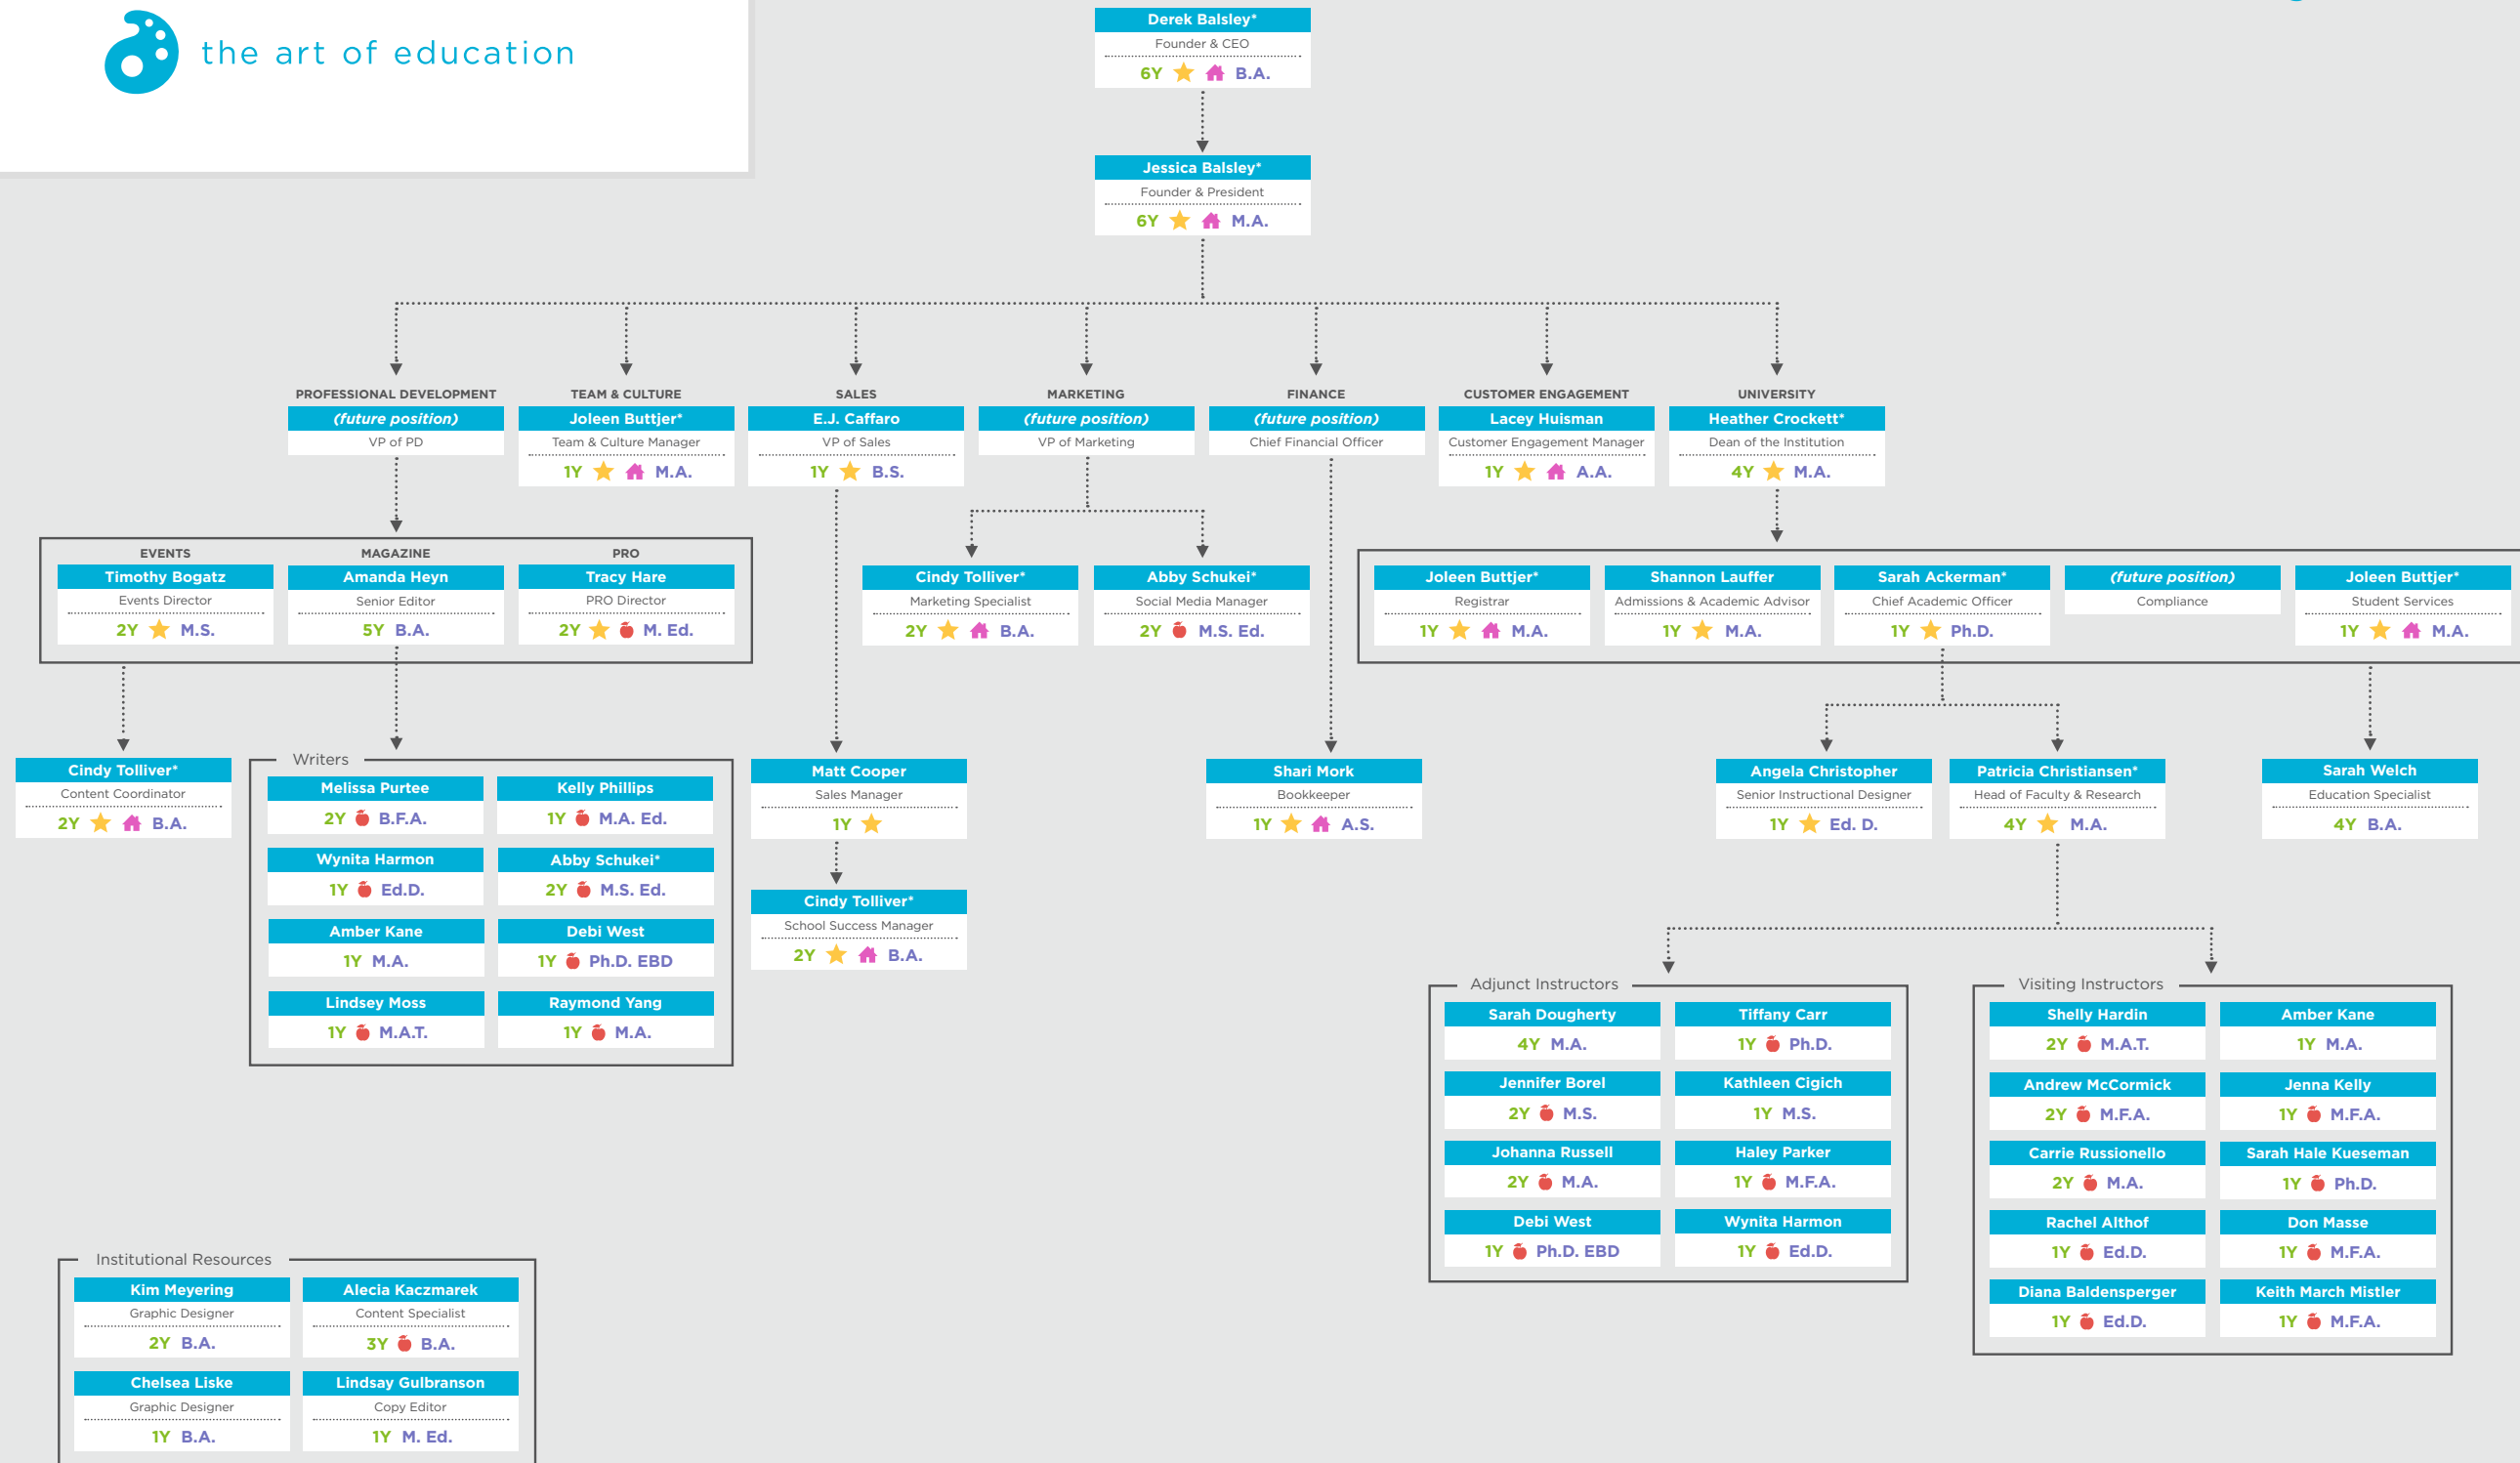 the art of education
Derek Balsley*
Founder & CEO
6Y B.A.
Jessica Balsley*
Founder & President
6Y M.A.
PROFESSIONAL DEVELOPMENT
(future position)
VP of PD
TEAM & CULTURE
Joleen Buttjer*
Team & Culture Manager
1Y M.A.
SALES
E.J. Caffaro
VP of Sales
1Y B.S.
MARKETING
(future position)
VP of Marketing
FINANCE
(future position)
Chief Financial Officer
CUSTOMER ENGAGEMENT
Lacey Huisman
Customer Engagement Manager
1Y A.A.
UNIVERSITY
Heather Crockett*
Dean of the Institution
4Y M.A.
EVENTS
Timothy Bogatz
Events Director
2Y M.S.
MAGAZINE
Amanda Heyn
Senior Editor
5Y B.A.
PRO
Tracy Hare
PRO Director
2Y M. Ed.
Cindy Tolliver*
Marketing Specialist
2Y B.A.
Abby Schukei*
Social Media Manager
2Y M.S. Ed.
Joleen Buttjer*
Registrar
1Y M.A.
Shannon Lauffer
Admissions & Academic Advisor
1Y M.A.
Sarah Ackerman*
Chief Academic Officer
1Y Ph.D.
(future position)
Compliance
Joleen Buttjer*
Student Services
1Y M.A.
Cindy Tolliver*
Content Coordinator
2Y B.A.
Writers
Melissa Purtee
2Y B.F.A.
Kelly Phillips
1Y M.A. Ed.
Wynita Harmon
1Y Ed.D.
Abby Schukei*
2Y M.S. Ed.
Amber Kane
1Y M.A.
Debi West
1Y Ph.D. EBD
Lindsey Moss
1Y M.A.T.
Raymond Yang
1Y M.A.
Matt Cooper
Sales Manager
1Y
Cindy Tolliver*
School Success Manager
2Y B.A.
Shari Mork
Bookkeeper
1Y A.S.
Angela Christopher
Senior Instructional Designer
1Y Ed. D.
Patricia Christiansen*
Head of Faculty & Research
4Y M.A.
Sarah Welch
Education Specialist
4Y B.A.
Adjunct Instructors
Sarah Dougherty
4Y M.A.
Tiffany Carr
1Y Ph.D.
Jennifer Borel
2Y M.S.
Kathleen Cigich
1Y M.S.
Johanna Russell
2Y M.A.
Haley Parker
1Y M.F.A.
Debi West
1Y Ph.D. EBD
Wynita Harmon
1Y Ed.D.
Visiting Instructors
Shelly Hardin
2Y M.A.T.
Amber Kane
1Y M.A.
Andrew McCormick
2Y M.F.A.
Jenna Kelly
1Y M.F.A.
Carrie Russionello
2Y M.A.
Sarah Hale Kueseman
1Y Ph.D.
Rachel Althof
1Y Ed.D.
Don Masse
1Y M.F.A.
Diana Baldensperger
1Y Ed.D.
Keith March Mistler
1Y M.F.A.
Institutional Resources
Kim Meyering
Graphic Designer
2Y B.A.
Alecia Kaczmarek
Content Specialist
3Y B.A.
Chelsea Liske
Graphic Designer
1Y B.A.
Lindsay Gulbranson
Copy Editor
1Y M. Ed.